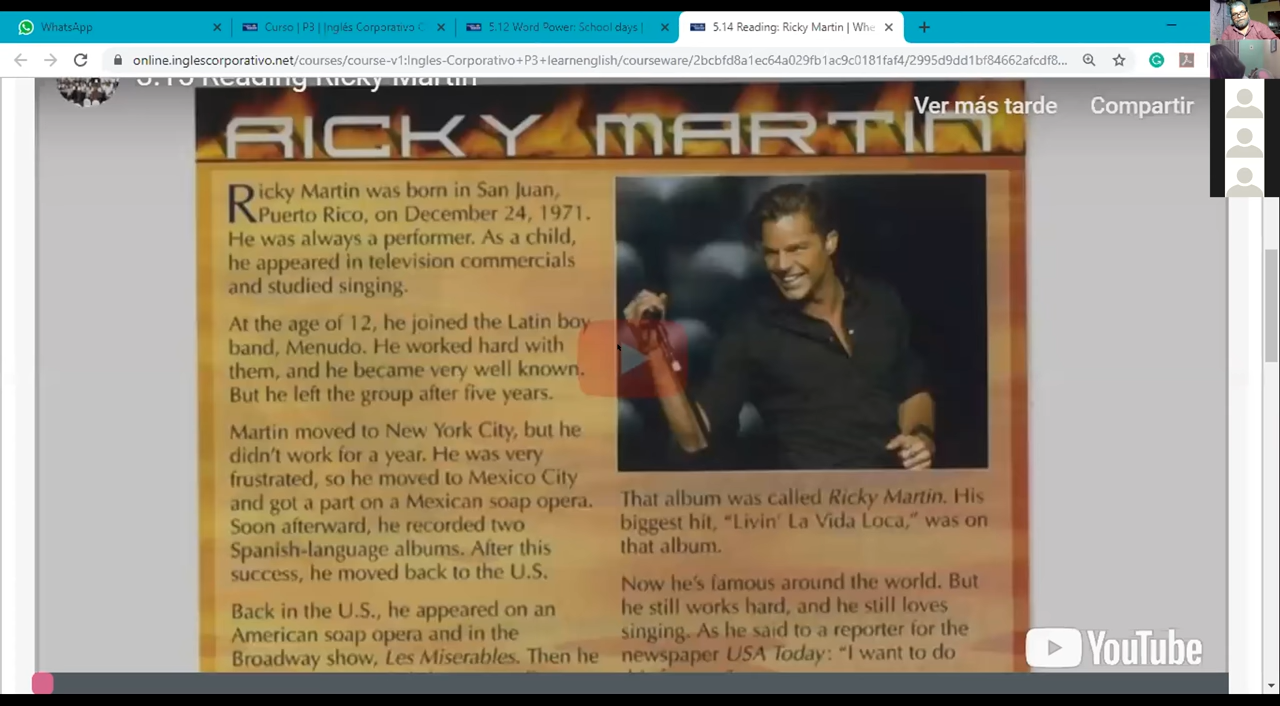 WhatsApp
Curso | P3 | Inglés Corporativo C
5.12 Word Power: School days |
5.14 Reading: Ricky Martin | Whe
online.inglescorporativo.net/courses/course-v1:Ingles-Corporativo+P3+learnenglish/courseware/2bcbfd8a1ec64a029fb1ac9c0181faf4/2995d9dd1bf84662afcdf8...
5.13 Reading Ricky Martin
Ver más tarde
Compartir
RICKY MARTIN
Ricky Martin was born in San Juan,
Puerto Rico, on December 24, 1971.
He was always a performer. As a child,
he appeared in television commercials
and studied singing.
At the age of 12, he joined the Latin boy
band, Menudo. He worked hard with
them, and he became very well known.
But he left the group after five years.
Martin moved to New York City, but he
didn't work for a year. He was very
frustrated, so he moved to Mexico City
and got a part on a Mexican soap opera.
Soon afterward, he recorded two
Spanish-language albums. After this
success, he moved back to the U.S.
Back in the U.S., he appeared on an
American soap opera and in the
Broadway show, Les Miserables. Then he
That album was called Ricky Martin. His
biggest hit, "Livin' La Vida Loca," was on
that album.
Now he's famous around the world. But
he still works hard, and he still loves
singing. As he said to a reporter for the
newspaper USA Today: "I want to do
YouTube